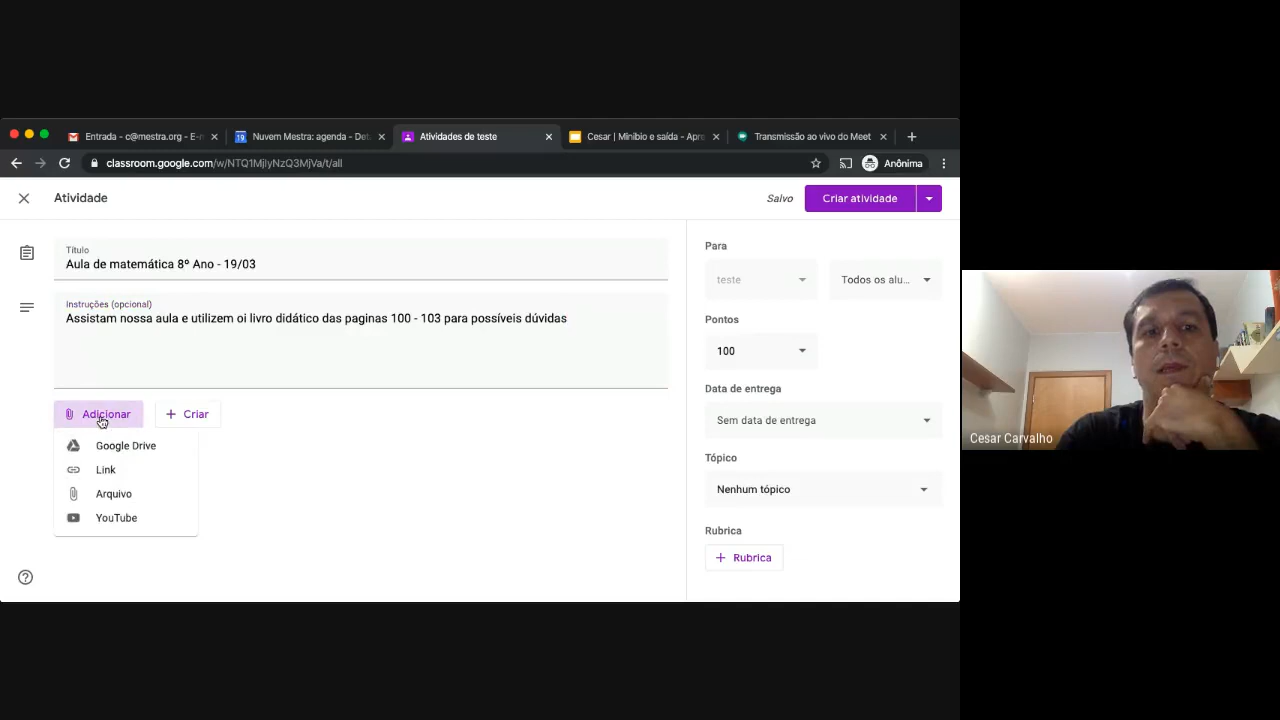 Entrada - c@mestra.org - E-
Nuvem Mestra: agenda - Det
Atividades de teste
Cesar | Minibio e saída - Apre
Transmissão ao vivo do Meet
classroom.google.com/w/NTQ1MjIyNzQ3MjVa/t/all
Anônima
Atividade
Salvo
Criar atividade
Título
Aula de matemática 8º Ano - 19/03
Instruções (opcional)
Assistam nossa aula e utilizem oi livro didático das paginas 100 - 103 para possíveis dúvidas
Adicionar
Criar
Google Drive
Link
Arquivo
YouTube
Para
teste
Todos os alu...
Pontos
100
Data de entrega
Sem data de entrega
Tópico
Nenhum tópico
Rubrica
Rubrica
Cesar Carvalho